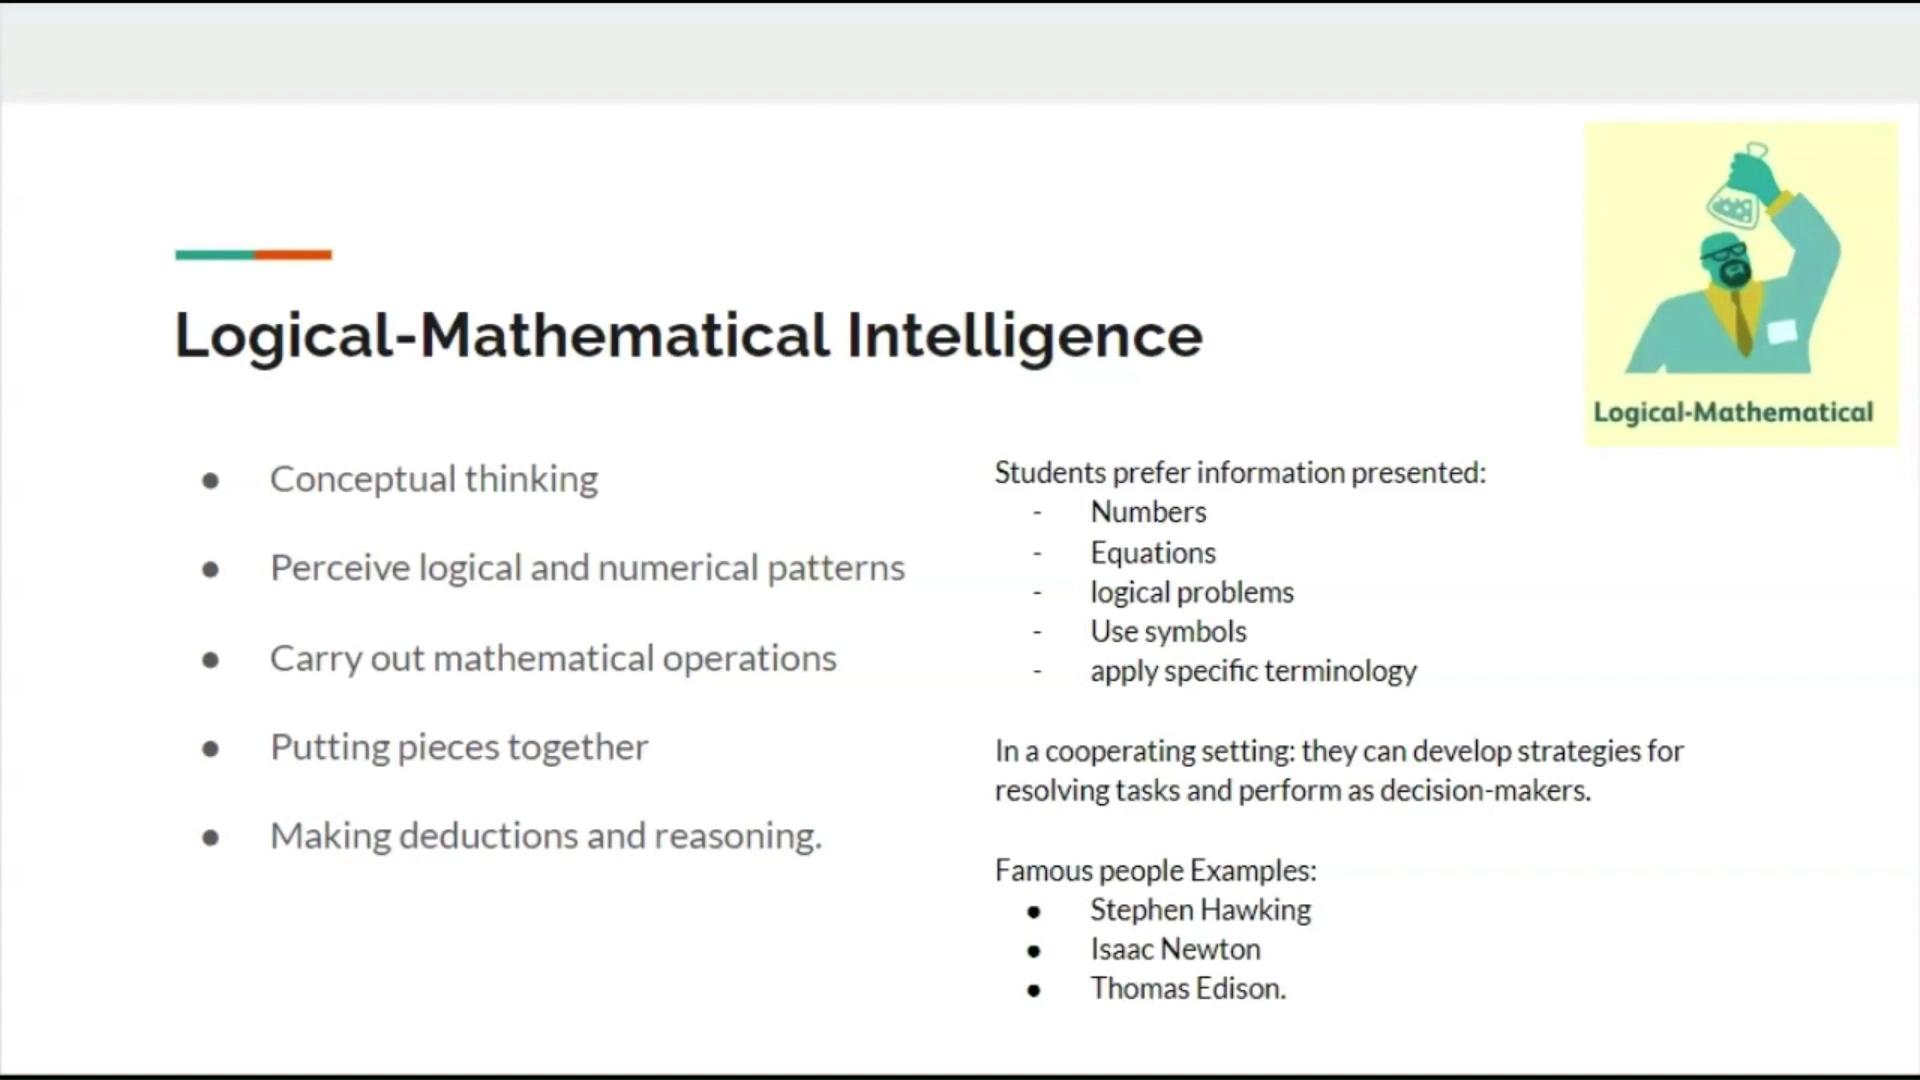 Logical-Mathematical
Logical-Mathematical Intelligence
● Conceptual thinking
● Perceive logical and numerical patterns
● Carry out mathematical operations
● Putting pieces together
● Making deductions and reasoning.
Students prefer information presented:
- Numbers
- Equations
- logical problems
- Use symbols
- apply specific terminology
In a cooperating setting: they can develop strategies for
resolving tasks and perform as decision-makers.
Famous people Examples:
● Stephen Hawking
● Isaac Newton
● Thomas Edison.